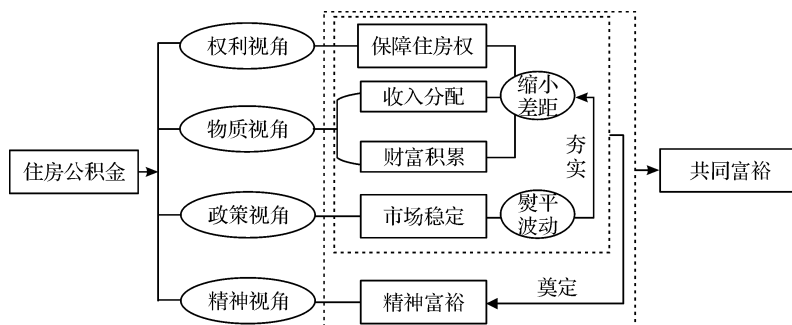 权利视角
保障住房权
物质视角
收入分配
缩小
差距
财富积累
夯
实
住房公积金
共同富裕
政策视角
市场稳定
熨平
波动
精神视角
精神富裕
奠定